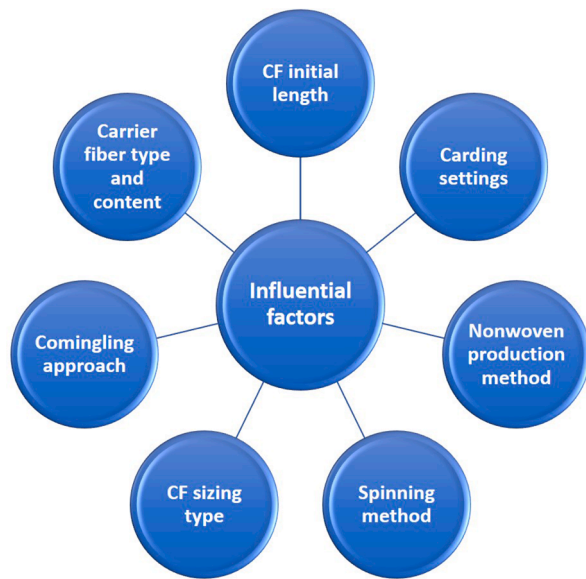 CF initial
length
Carding
settings
Nonwoven
production
method
Spinning
method
CF sizing
type
Comingling
approach
Carrier
fiber type
and
content
Influential
factors